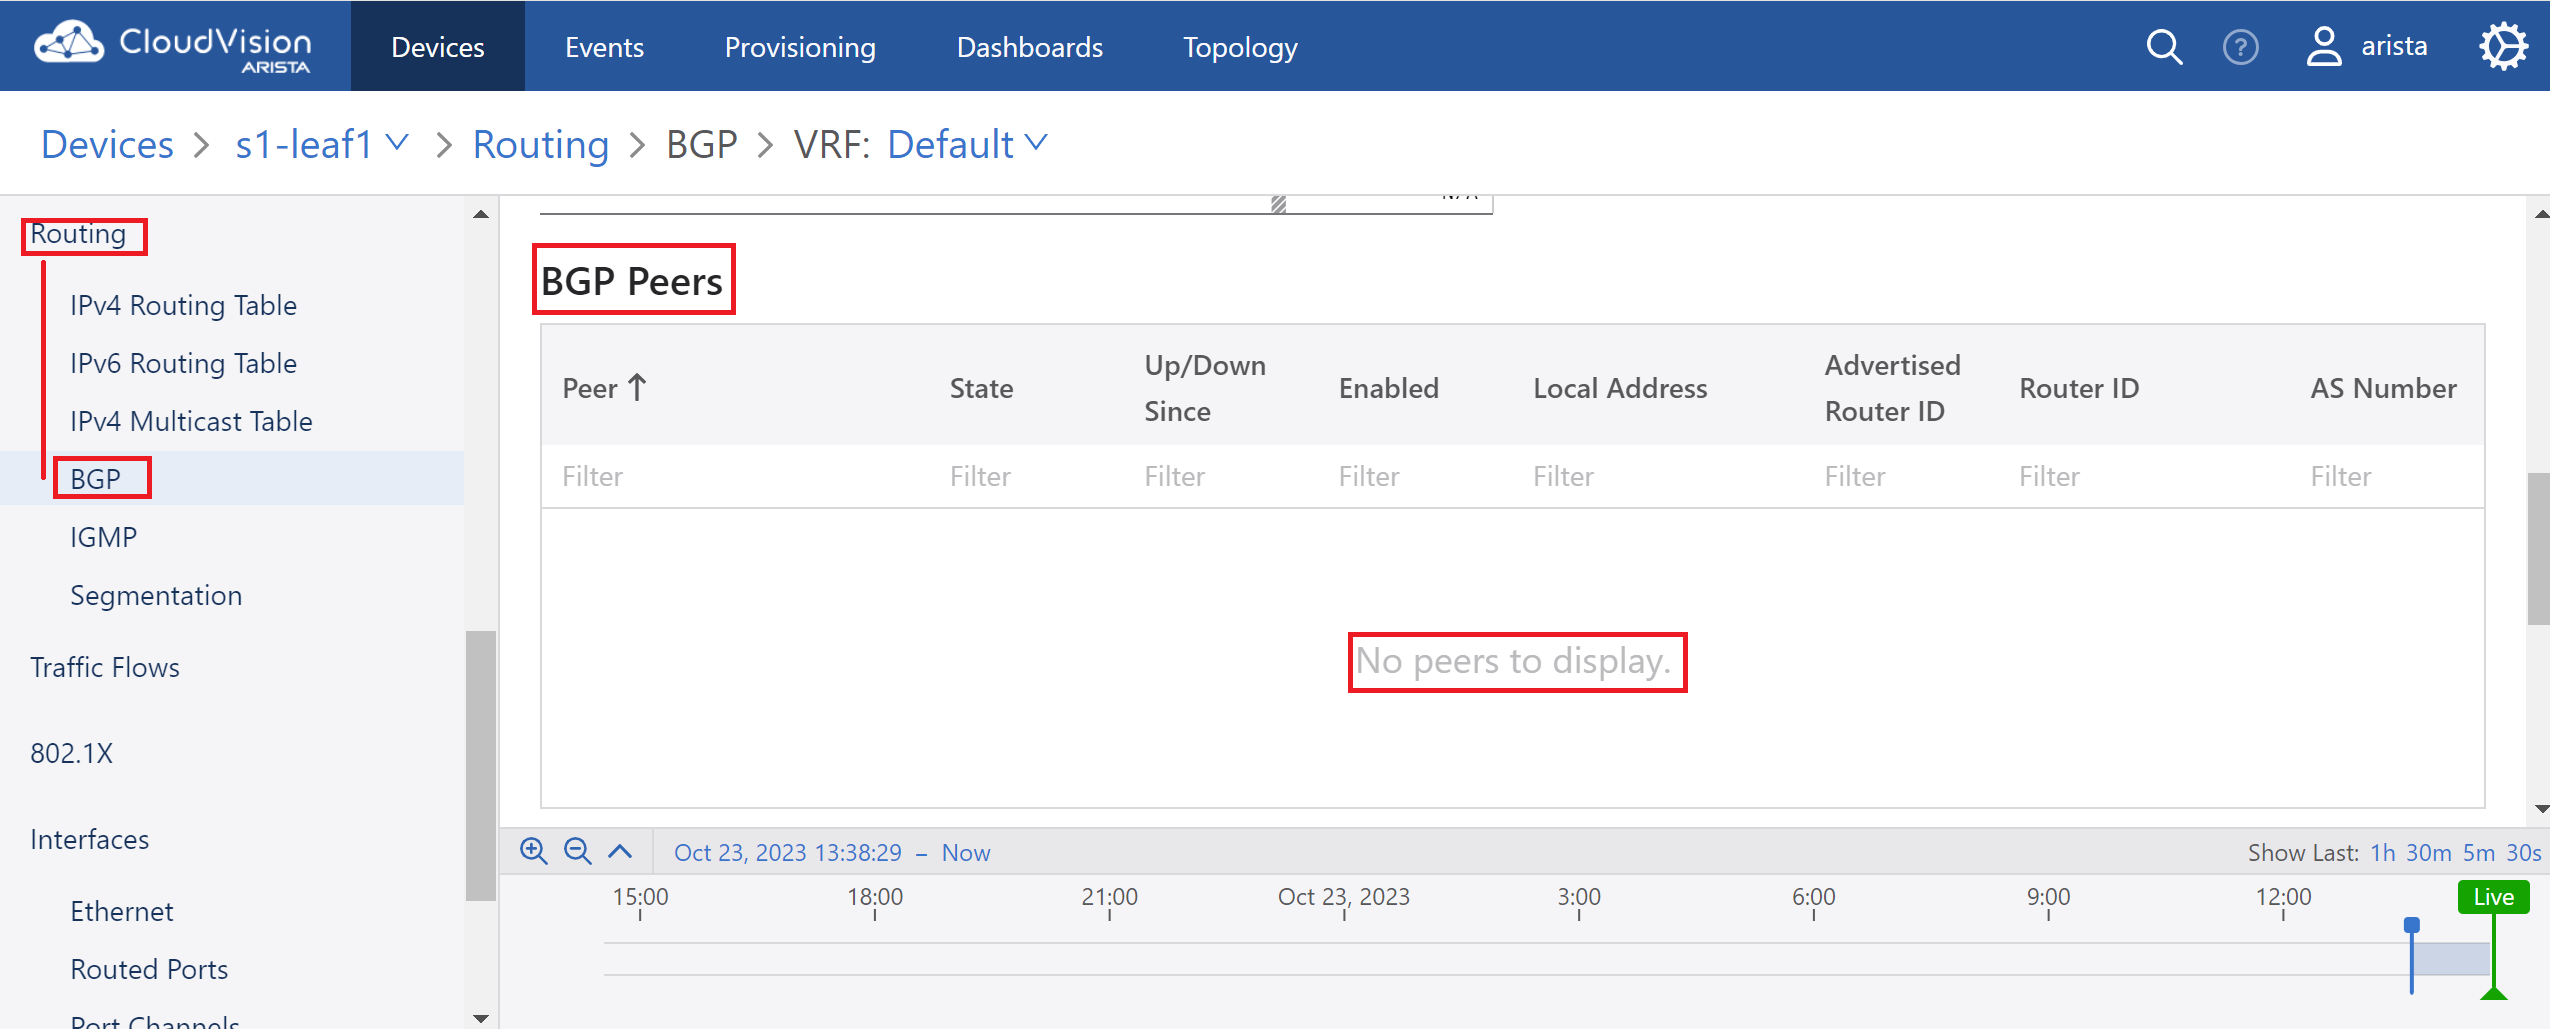 CloudVision
ARISTA
Devices Events Provisioning Dashboards Topology ? arista
Devices > s1-leaf1 > Routing > BGP > VRF: Default
Routing
IPv4 Routing Table
IPv6 Routing Table
IPv4 Multicast Table
BGP
IGMP
Segmentation
Traffic Flows
802.1X
Interfaces
Ethernet
Routed Ports
Port Channels
N/A
BGP Peers
Peer ↑ State Up/Down Since Enabled Local Address Advertised Router ID Router ID AS Number
Filter Filter Filter Filter Filter Filter Filter Filter
No peers to display.
Oct 23, 2023 13:38:29 – Now
Show Last: 1h 30m 5m 30s
15:00 18:00 21:00 Oct 23, 2023 3:00 6:00 9:00 12:00 Live